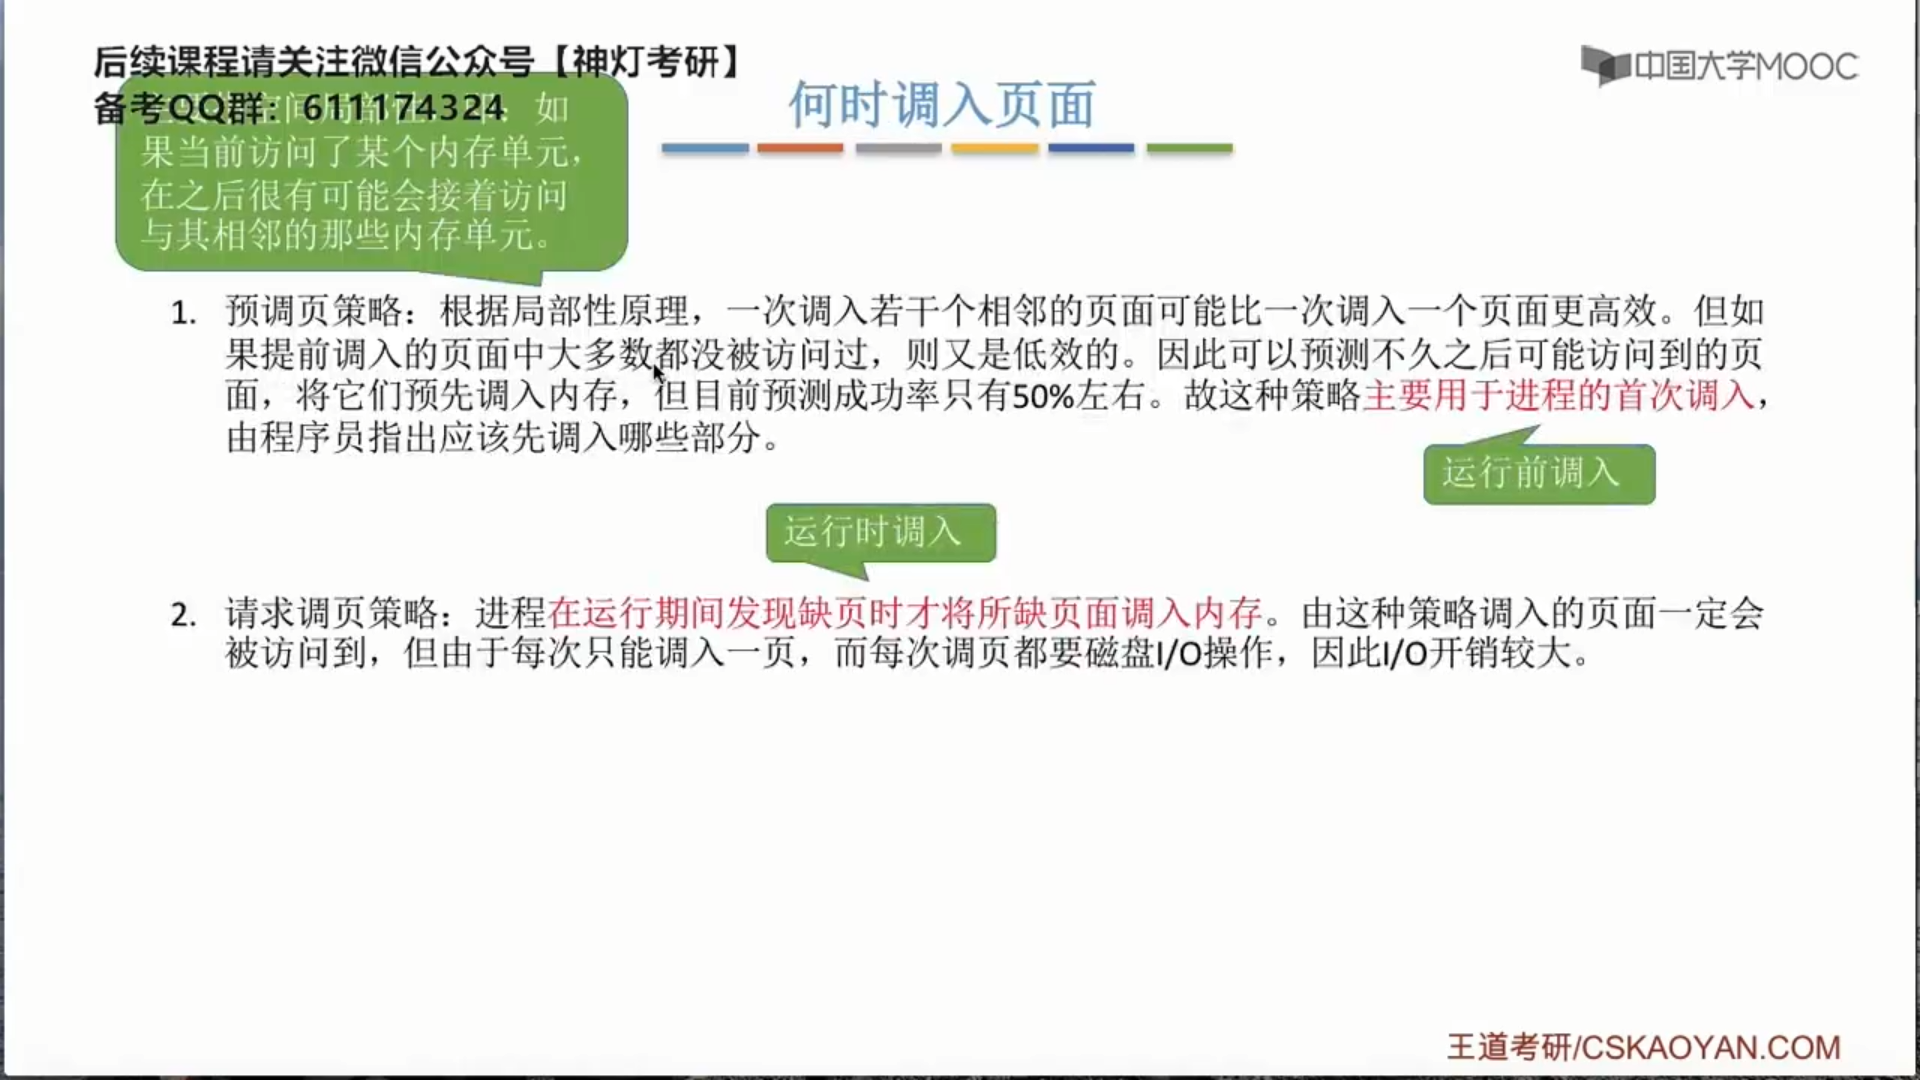 后续课程请关注微信公众号【神灯考研】
备考QQ群：611174324
中国大学MOOC
何时调入页面
间局部性 如
果当前访问了某个内存单元，
在之后很有可能会接着访问
与其相邻的那些内存单元。
1. 预调页策略：根据局部性原理，一次调入若干个相邻的页面可能比一次调入一个页面更高效。但如
果提前调入的页面中大多数都没被访问过，则又是低效的。因此可以预测不久之后可能访问到的页
面，将它们预先调入内存，但目前预测成功率只有50%左右。故这种策略主要用于进程的首次调入，
由程序员指出应该先调入哪些部分。
运行前调入
运行时调入
2. 请求调页策略：进程在运行期间发现缺页时才将所缺页面调入内存。由这种策略调入的页面一定会
被访问到，但由于每次只能调入一页，而每次调页都要磁盘I/O操作，因此I/O开销较大。
王道考研/CSKAOYAN.COM